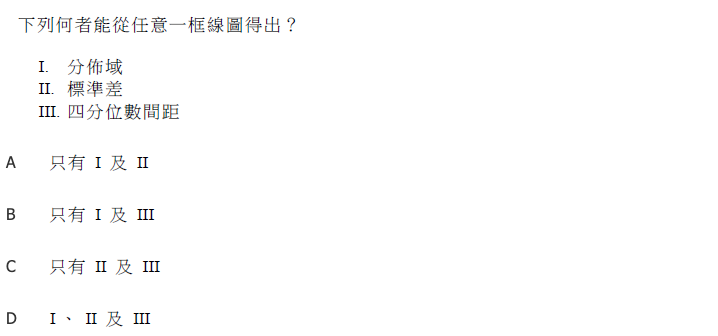 下列何者能從任意一框線圖得出？
I. 分佈域
II. 標準差
III. 四分位數間距
A 只有 I 及 II
B 只有 I 及 III
C 只有 II 及 III
D I、 II 及 III